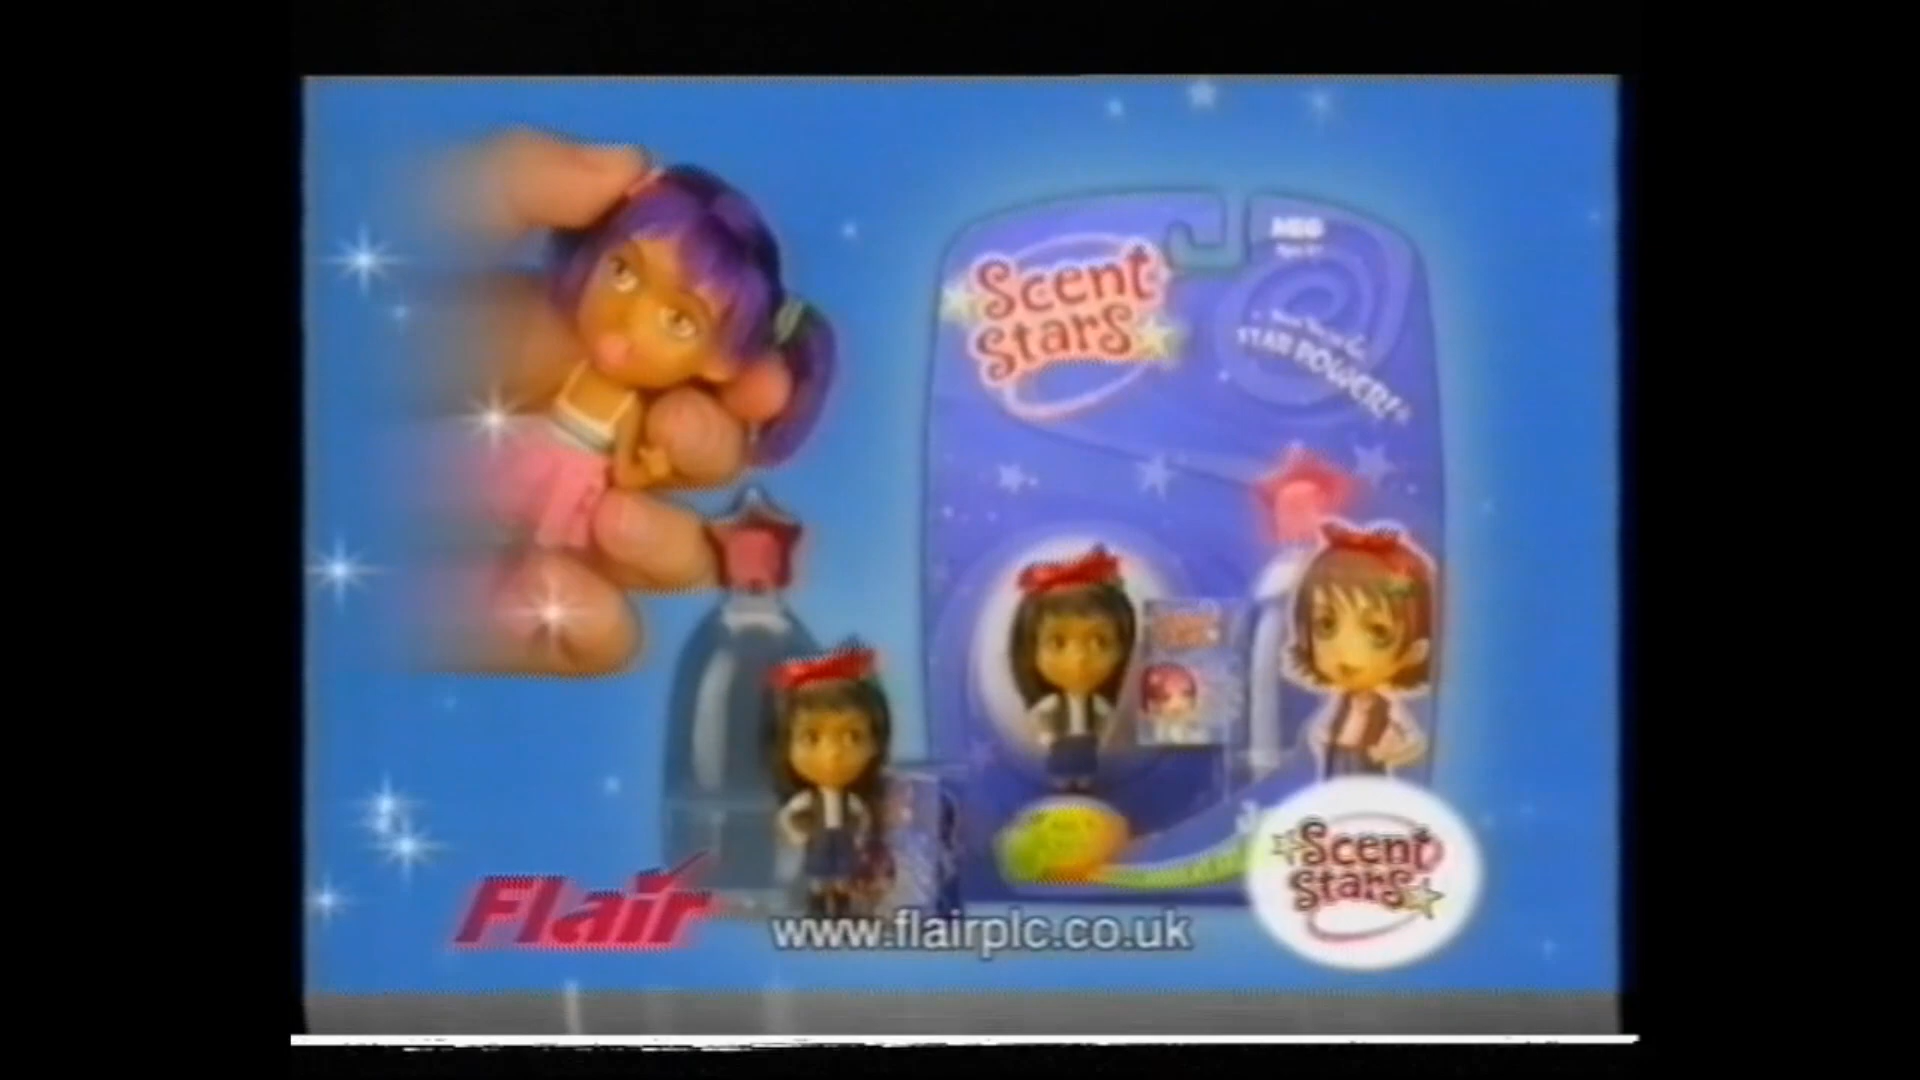 Scent
Stars
STAR POWER!
Flair
www.flairplc.co.uk
Scent
Stars